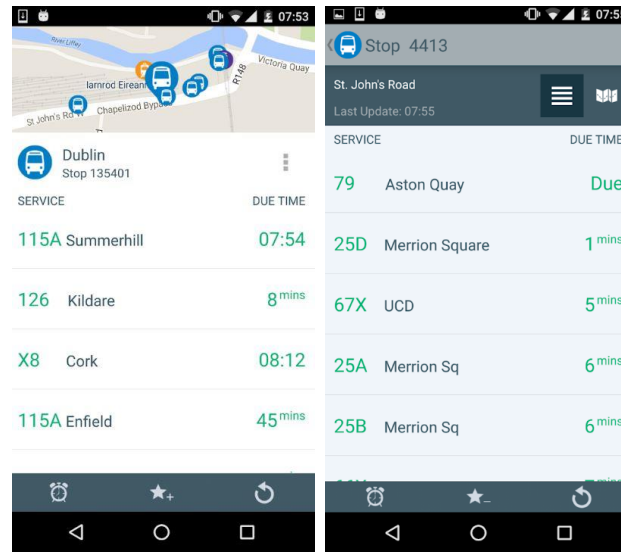 07:53
River Liffey
Victoria Quay
R148
Iarnrod Eireann
Chapelizod Bypass
St John's Rd W
Dublin
Stop 135401
SERVICE DUE TIME
115A Summerhill 07:54
126 Kildare 8 mins
X8 Cork 08:12
115A Enfield 45 mins
07:55
Stop 4413
St. John's Road
Last Update: 07:55
SERVICE DUE TIME
79 Aston Quay Due
25D Merrion Square 1 mins
67X UCD 5 mins
25A Merrion Sq 6 mins
25B Merrion Sq 6 mins